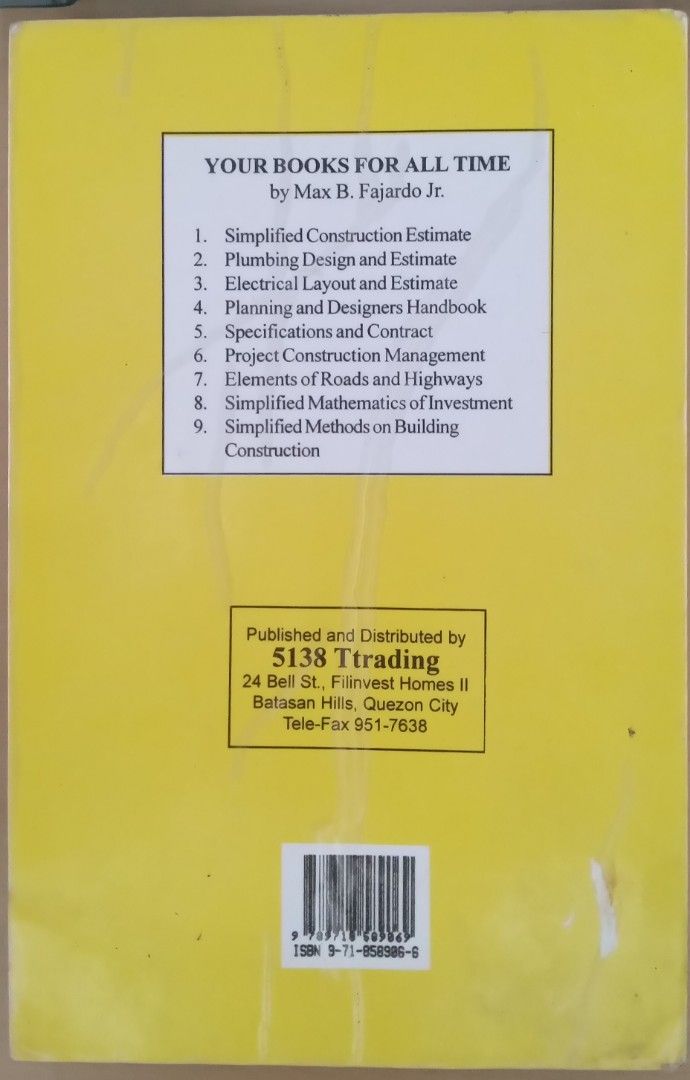 YOUR BOOKS FOR ALL TIME
by Max B. Fajardo Jr.
1. Simplified Construction Estimate
2. Plumbing Design and Estimate
3. Electrical Layout and Estimate
4. Planning and Designers Handbook
5. Specifications and Contract
6. Project Construction Management
7. Elements of Roads and Highways
8. Simplified Mathematics of Investment
9. Simplified Methods on Building
Construction
Published and Distributed by
5138 Ttrading
24 Bell St., Filinvest Homes II
Batasan Hills, Quezon City
Tele-Fax 951-7638
9 789718 589069
ISBN 9-71-858906-6